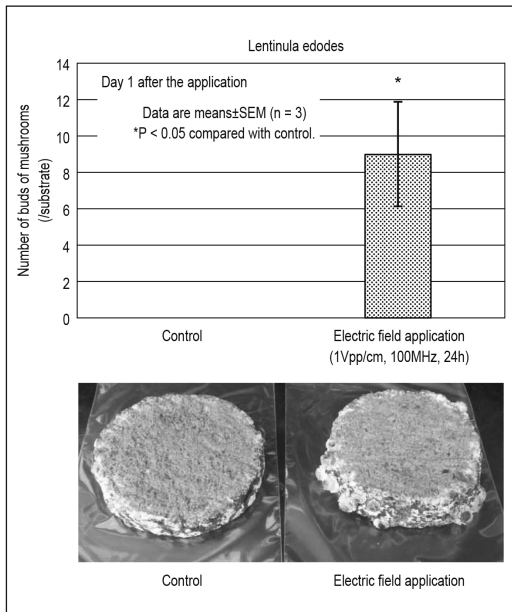 Lentinula edodes
Day 1 after the application
*
Data are means±SEM (n = 3)
*P < 0.05 compared with control.
Number of buds of mushrooms
(/substrate)
14
12
10
8
6
4
2
0
Control
Electric field application
(1Vpp/cm, 100MHz, 24h)
Control
Electric field application